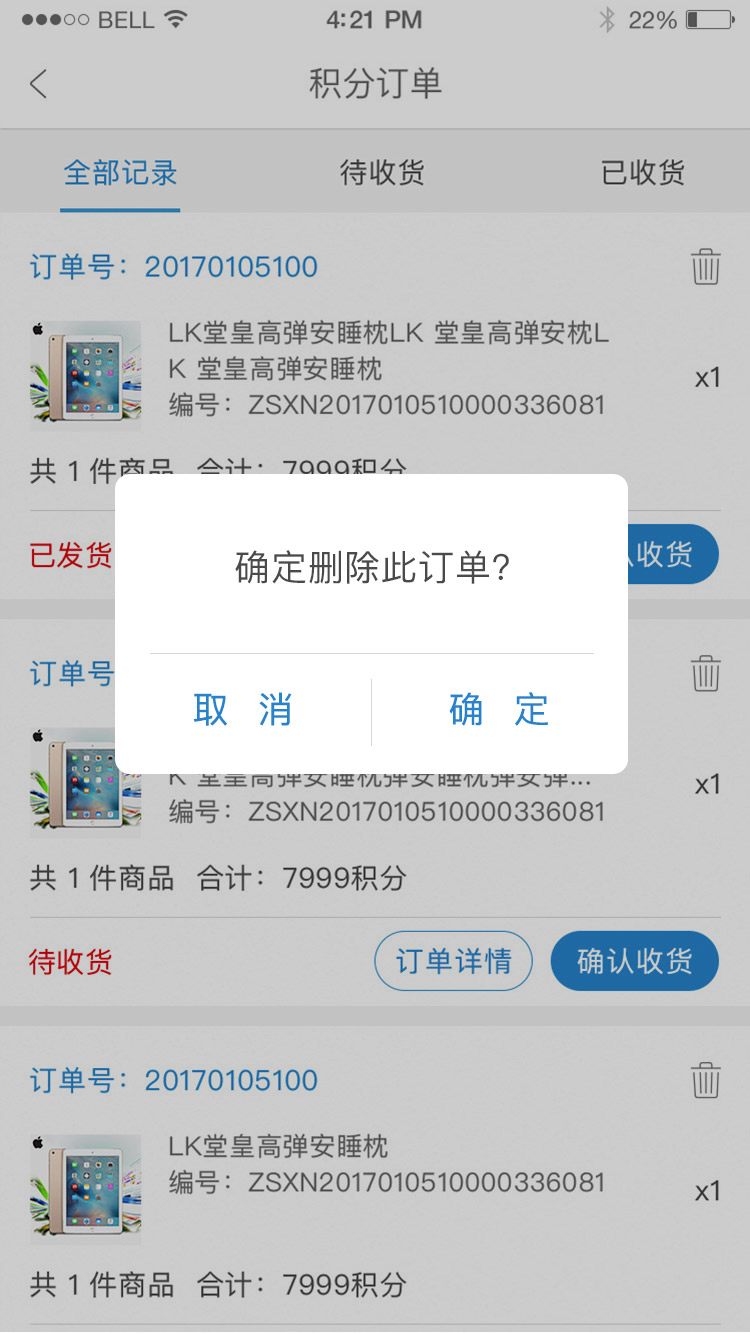 BELL 4:21 PM 22%
积分订单
全部记录 待收货 已收货
订单号：20170105100
LK堂皇高弹安睡枕LK 堂皇高弹安枕L
K 堂皇高弹安睡枕
x1
编号：ZSXN2017010510000336081
共 1 件商品 合计：7999积分
已发货 收货
确定删除此订单?
订单号
取 消 确 定
K 堂皇高弹安睡枕弹安睡枕弹安弹...
x1
编号：ZSXN2017010510000336081
共 1 件商品 合计：7999积分
待收货 订单详情 确认收货
订单号：20170105100
LK堂皇高弹安睡枕
编号：ZSXN2017010510000336081
x1
共 1 件商品 合计：7999积分